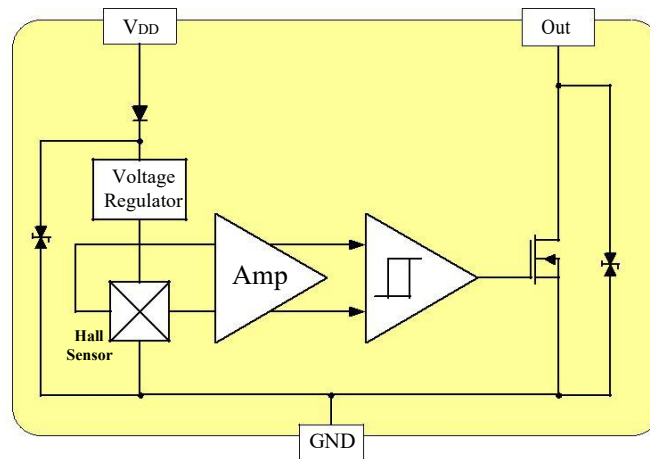 VDD
Out
Voltage
Regulator
Amp
Hall
Sensor
GND